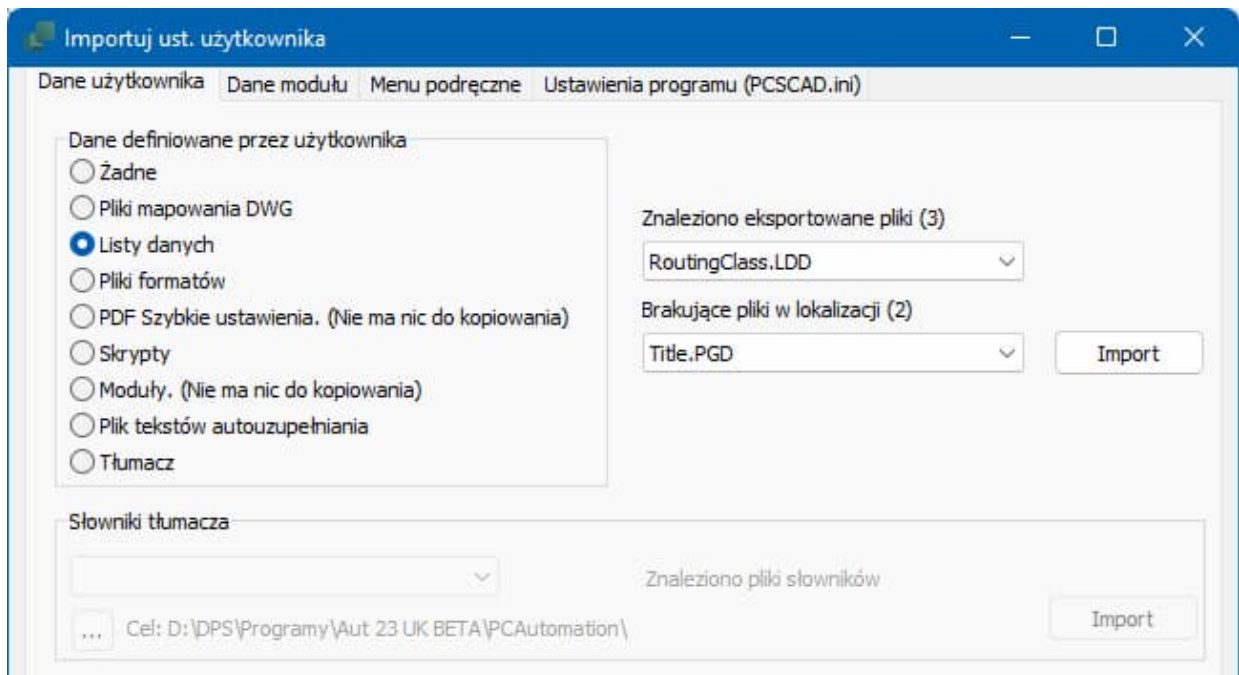 Importuj ust. użytkownika
Dane użytkownika Dane modułu Menu podręczne Ustawienia programu (PCSCAD.ini)
Dane definiowane przez użytkownika
Żadne
Pliki mapowania DWG
Listy danych
Pliki formatów
PDF Szybkie ustawienia. (Nie ma nic do kopiowania)
Skrypty
Moduły. (Nie ma nic do kopiowania)
Plik tekstów autouzupełniania
Tłumacz
Znaleziono eksportowane pliki (3)
RoutingClass.LDD
Brakujące pliki w lokalizacji (2)
Title.PGD
Import
Słowniki tłumacza
Znaleziono pliki słowników
... Cel: D:\DPS\Programy\Aut 23 UK BETA\PCAutomation\
Import